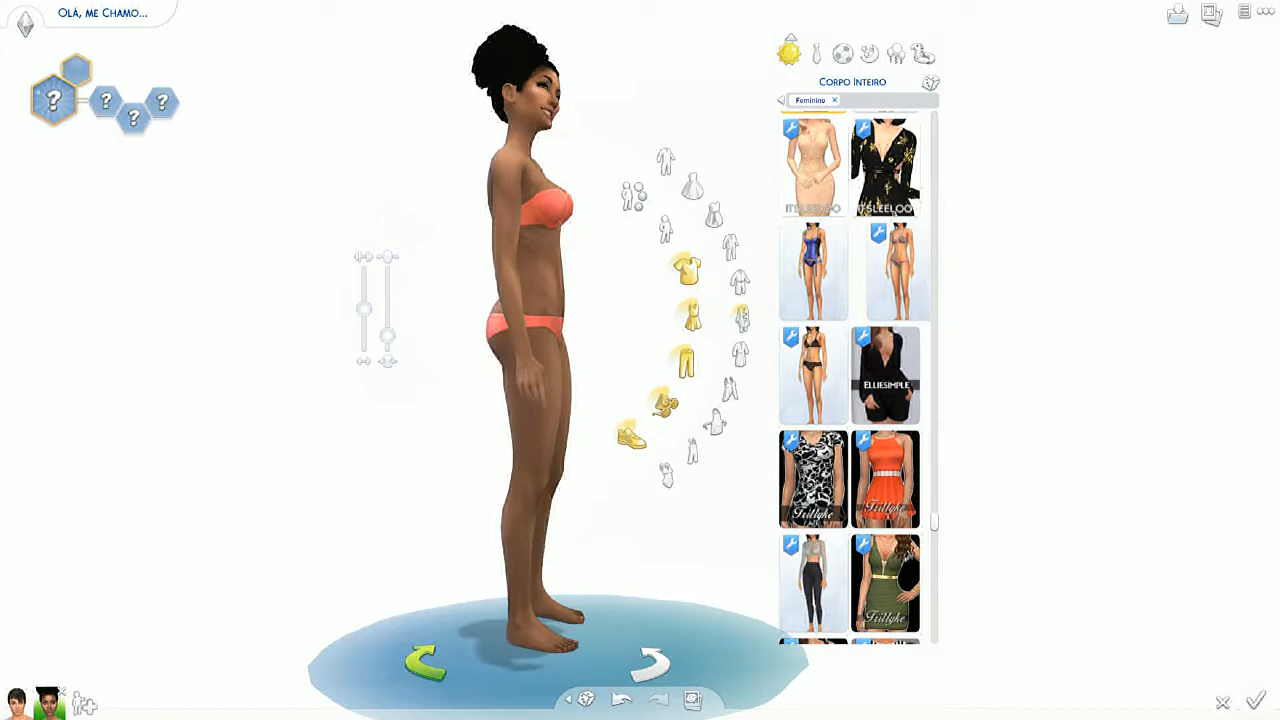 Olá, me Chamo...
Corpo Inteiro
Feminino
ITSLEELOO
ITSLEELOO
ELLIESIMPLE
Trillyke
Trillyke
Trillyke